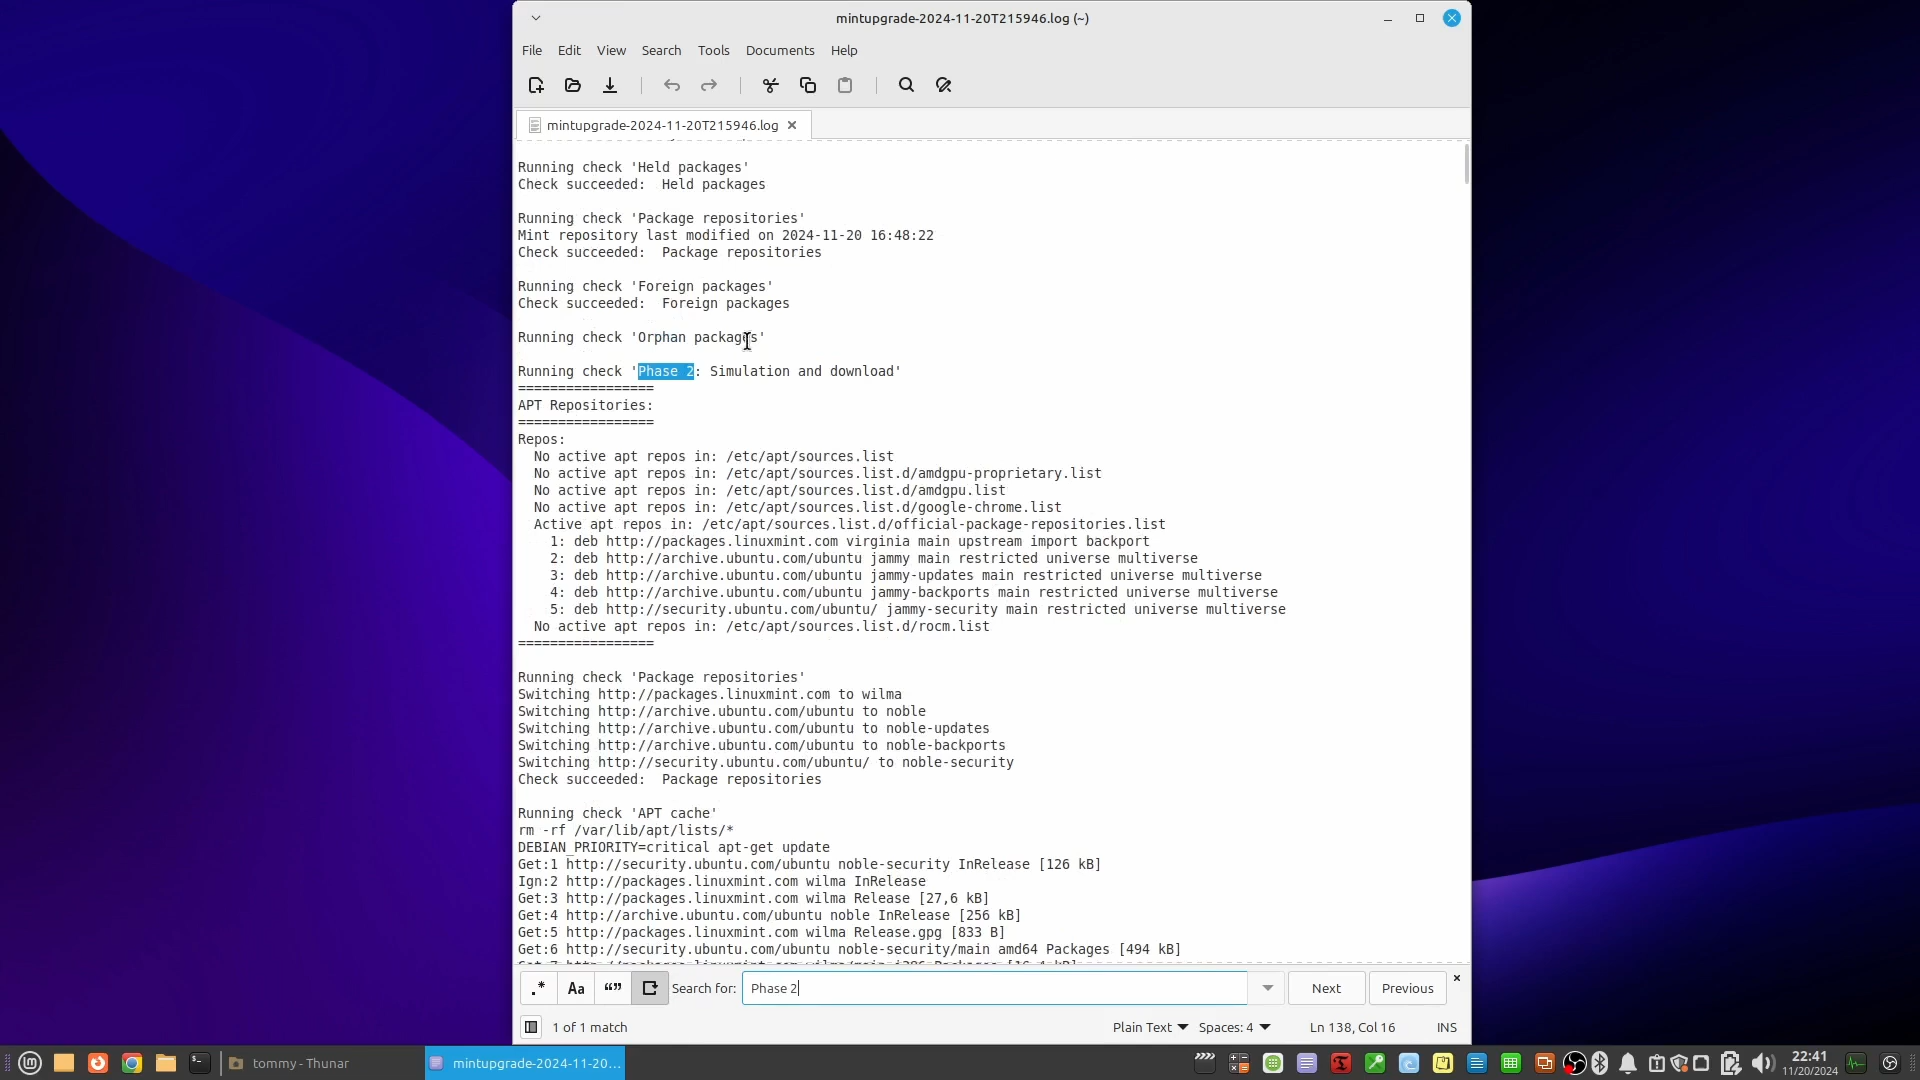 mintupgrade-2024-11-20T215946.log (~)
File Edit View Search Tools Documents Help
mintupgrade-2024-11-20T215946.log
Running check 'Held packages'
Check succeeded:  Held packages
Running check 'Package repositories'
Mint repository last modified on 2024-11-20 16:48:22
Check succeeded:  Package repositories
Running check 'Foreign packages'
Check succeeded:  Foreign packages
Running check 'Orphan packages'
Running check 'Phase 2: Simulation and download'
=================
APT Repositories:
=================
Repos:
No active apt repos in: /etc/apt/sources.list
No active apt repos in: /etc/apt/sources.list.d/amdgpu-proprietary.list
No active apt repos in: /etc/apt/sources.list.d/amdgpu.list
No active apt repos in: /etc/apt/sources.list.d/google-chrome.list
Active apt repos in: /etc/apt/sources.list.d/official-package-repositories.list
1: deb http://packages.linuxmint.com virginia main upstream import backport
2: deb http://archive.ubuntu.com/ubuntu jammy main restricted universe multiverse
3: deb http://archive.ubuntu.com/ubuntu jammy-updates main restricted universe multiverse
4: deb http://archive.ubuntu.com/ubuntu jammy-backports main restricted universe multiverse
5: deb http://security.ubuntu.com/ubuntu/ jammy-security main restricted universe multiverse
No active apt repos in: /etc/apt/sources.list.d/rocm.list
=================
Running check 'Package repositories'
Switching http://packages.linuxmint.com to wilma
Switching http://archive.ubuntu.com/ubuntu to noble
Switching http://archive.ubuntu.com/ubuntu to noble-updates
Switching http://archive.ubuntu.com/ubuntu to noble-backports
Switching http://security.ubuntu.com/ubuntu/ to noble-security
Check succeeded:  Package repositories
Running check 'APT cache'
rm -rf /var/lib/apt/lists/*
DEBIAN_PRIORITY=critical apt-get update
Get:1 http://security.ubuntu.com/ubuntu noble-security InRelease [126 kB]
Ign:2 http://packages.linuxmint.com wilma InRelease
Get:3 http://packages.linuxmint.com wilma Release [27,6 kB]
Get:4 http://archive.ubuntu.com/ubuntu noble InRelease [256 kB]
Get:5 http://packages.linuxmint.com wilma Release.gpg [833 B]
Get:6 http://security.ubuntu.com/ubuntu noble-security/main amd64 Packages [494 kB]
.* Aa “” Search for: Phase 2 Next Previous
1 of 1 match Plain Text Spaces: 4 Ln 138, Col 16 INS
tommy - Thunar mintupgrade-2024-11-20... 22:41
11/20/2024